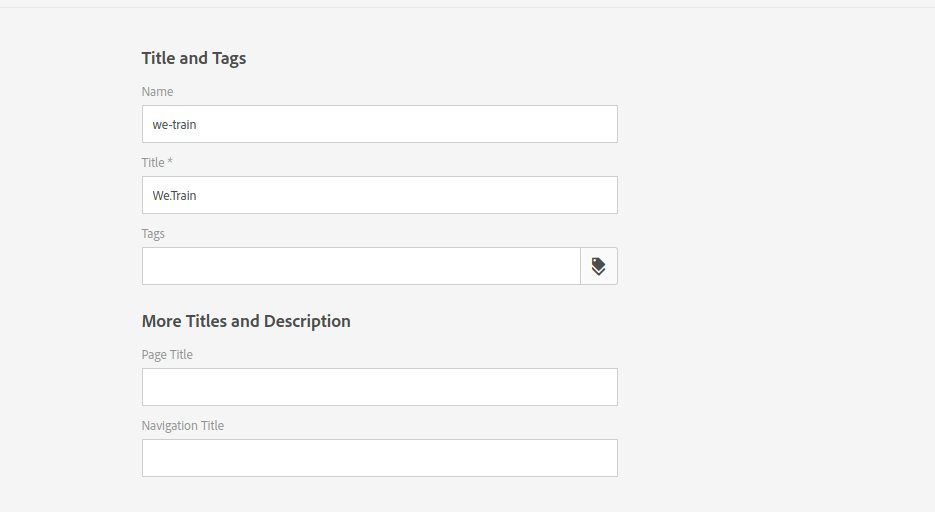 Title and Tags
Name
we-train
Title *
We.Train
Tags
More Titles and Description
Page Title
Navigation Title